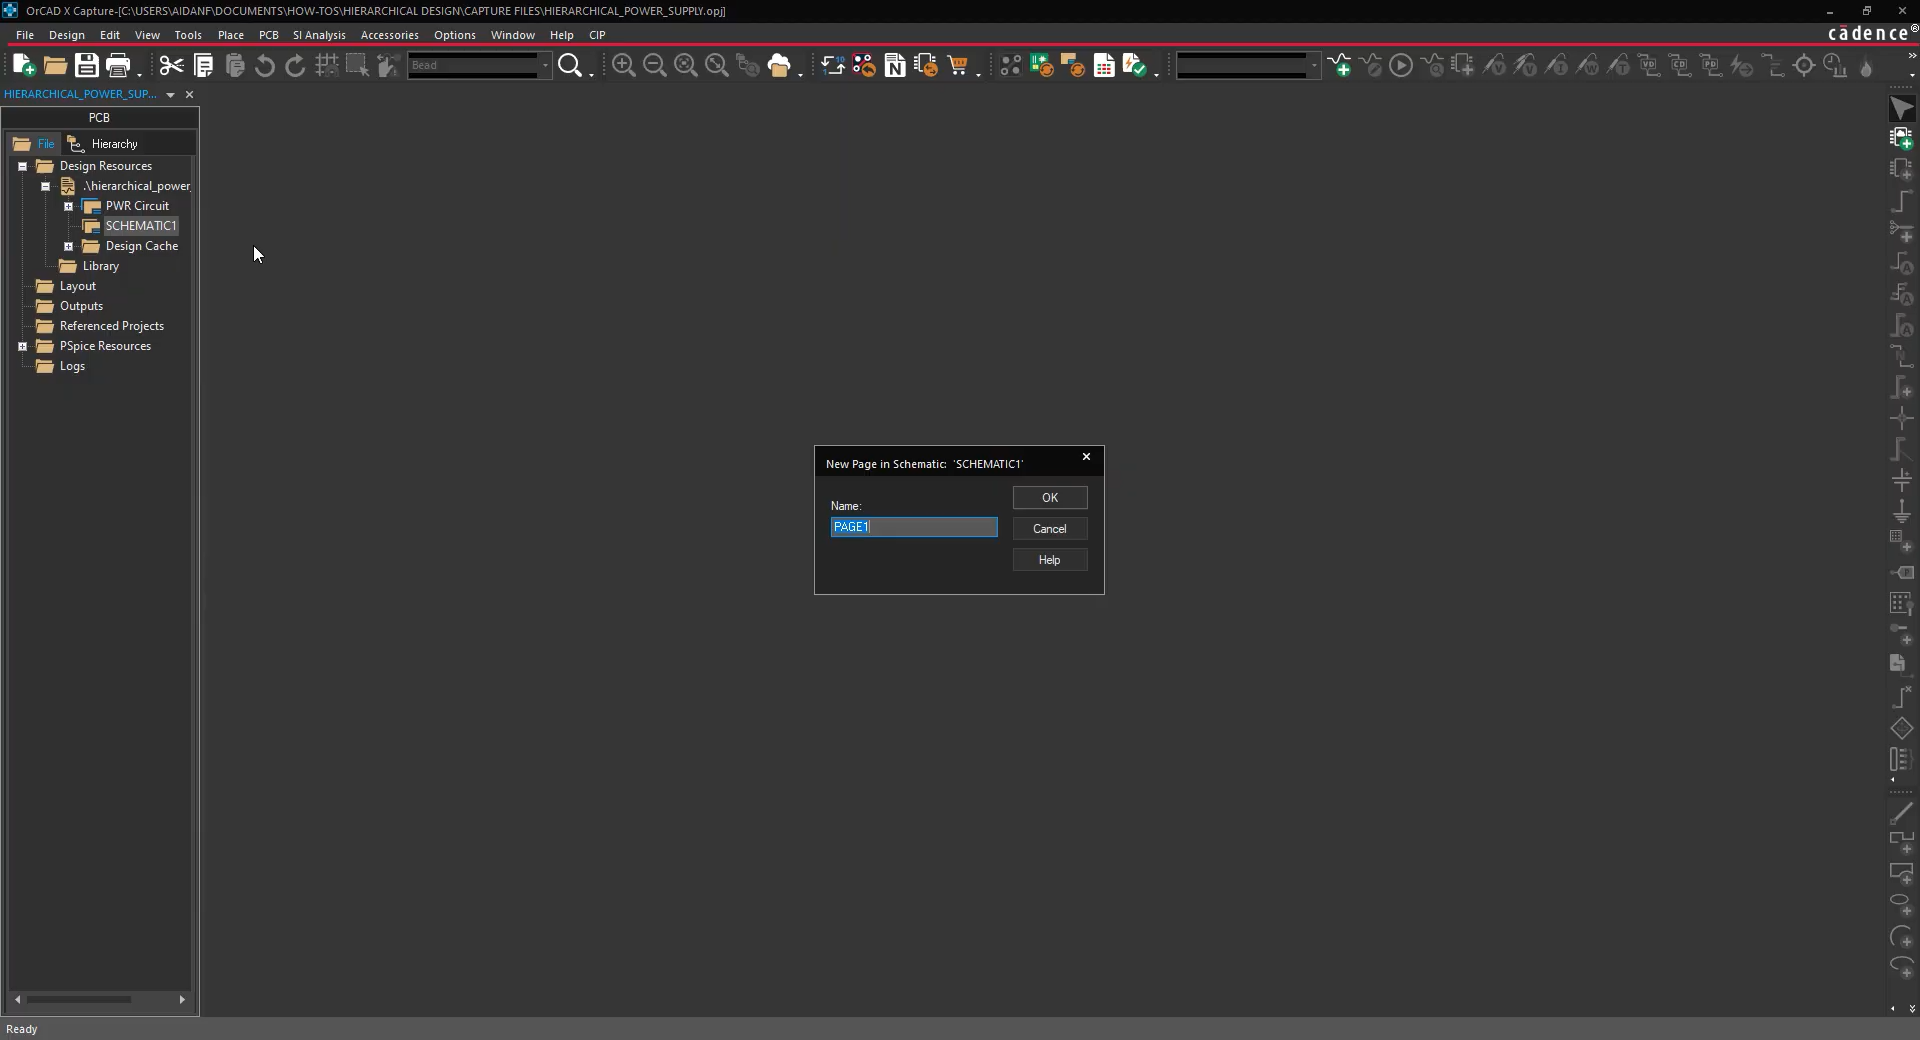 OrCAD X Capture-[C:\USERS\AIDANF\DOCUMENTS\HOW-TOS\HIERARCHICAL DESIGN\CAPTURE FILES\HIERARCHICAL_POWER_SUPPLY.opj]
File Design Edit View Tools Place PCB SI Analysis Accessories Options Window Help CIP
cādence®
Bead
HIERARCHICAL_POWER_SUP...
PCB
File Hierarchy
Design Resources
.\hierarchical_power_
PWR Circuit
SCHEMATIC1
Design Cache
Library
Layout
Outputs
Referenced Projects
PSpice Resources
Logs
New Page in Schematic: 'SCHEMATIC1'
Name:
PAGE1
OK
Cancel
Help
Ready